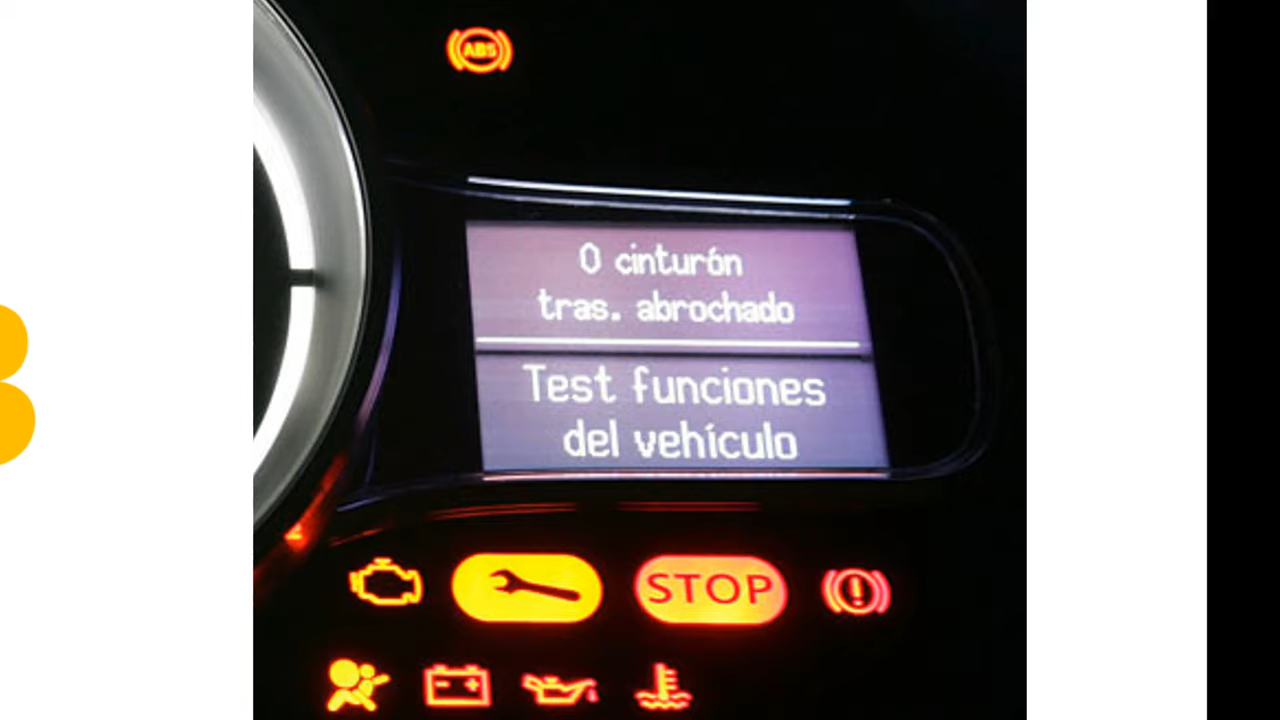 ABS
0 cinturón
tras. abrochado
Test funciones
del vehículo
STOP